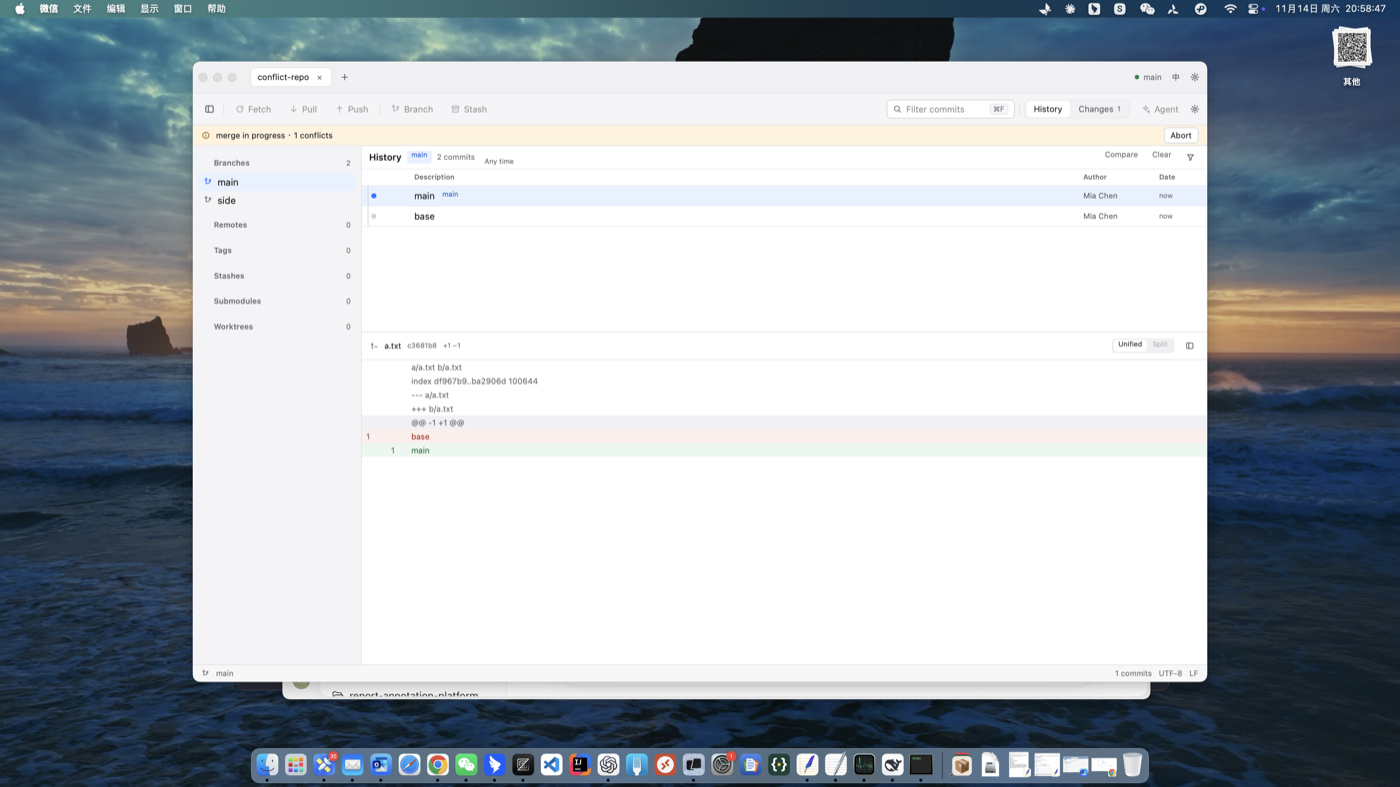 微信 文件 编辑 显示 窗口 帮助 11月14日 周六 20:58:47
其他
conflict-repo × + main 中
Fetch Pull Push Branch Stash Filter commits ⌘F History Changes 1 Agent
merge in progress · 1 conflicts Abort
Branches 2
main
side
Remotes 0
Tags 0
Stashes 0
Submodules 0
Worktrees 0
History main 2 commits Any time Compare Clear
Description Author Date
main main Mia Chen now
base Mia Chen now
a.txt c3681b8 +1 −1 Unified Split
a/a.txt b/a.txt
index df967b9..ba2906d 100644
--- a/a.txt
+++ b/a.txt
@@ -1 +1 @@
1 base
1 main
main 1 commits UTF-8 LF
report-annotation-platform